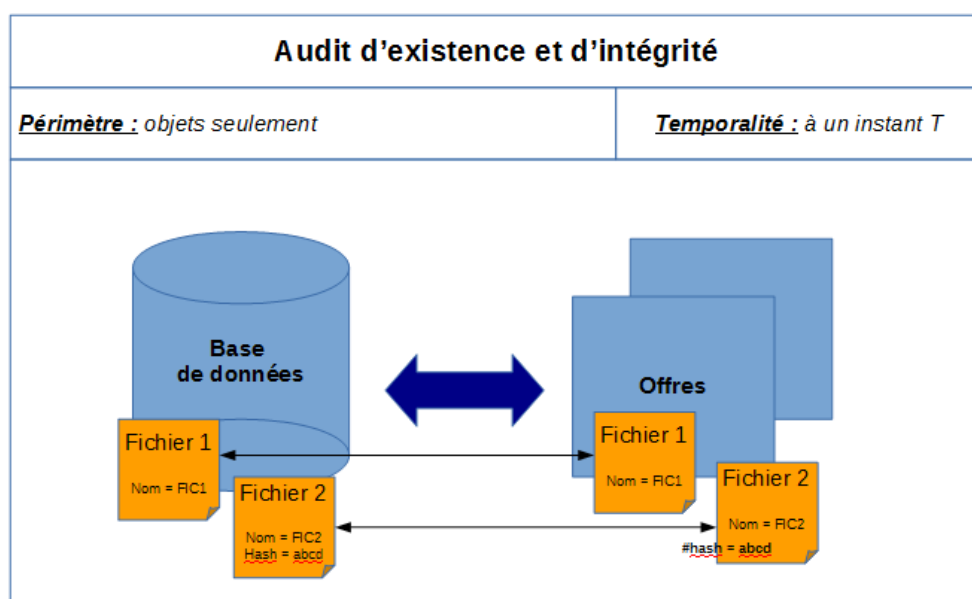 Audit d’existence et d’intégrité
Périmètre : objets seulement
Temporalité : à un instant T
Base
de données
Offres
Fichier 1
Nom = FIC1
Fichier 2
Nom = FIC2
Hash = abcd
Fichier 1
Nom = FIC1
Fichier 2
Nom = FIC2
#hash = abcd